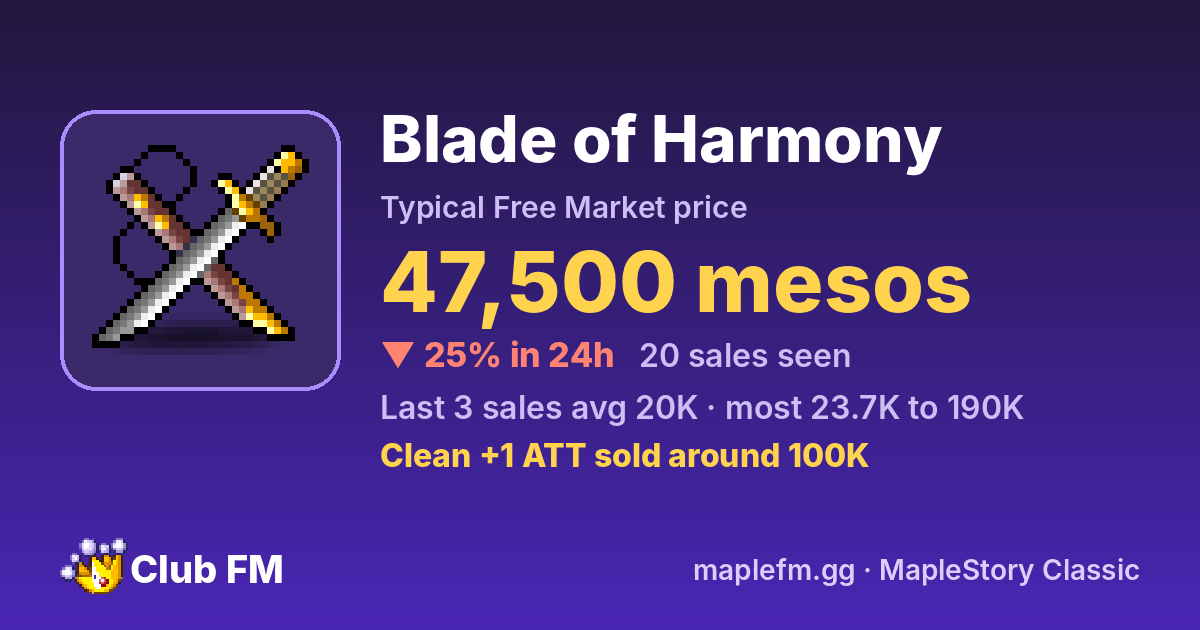 Blade of Harmony
Typical Free Market price
47,500 mesos
▼ 25% in 24h 20 sales seen
Last 3 sales avg 20K · most 23.7K to 190K
Clean +1 ATT sold around 100K
Club FM
maplefm.gg · MapleStory Classic